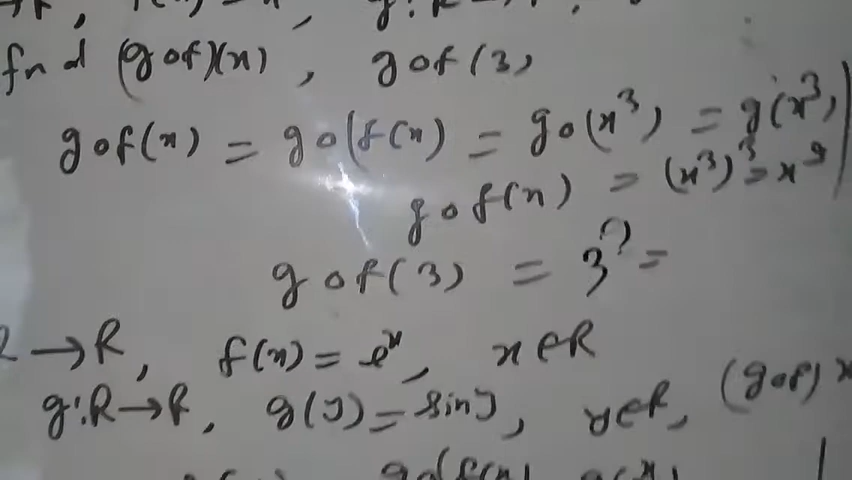 find (gof)(x), gof(3)
gof(x) = go(f(x) = go(x³) = g(x³)
gof(x) = (x³)³ = x⁹
gof(3) = 3⁹ =
R → R, f(x) = eˣ, x ∈ R
g: R → R, g(y) = sin y, y ∈ R, (gof) x
go(f(x)